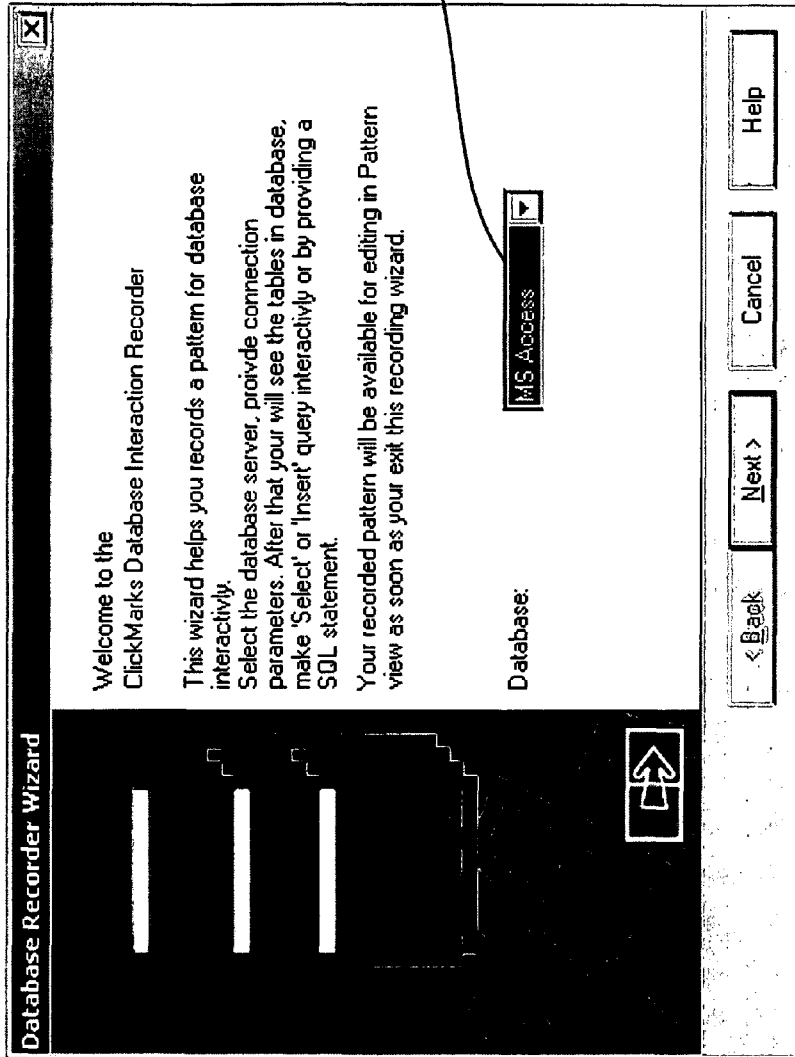 Database Recorder Wizard
Welcome to the
ClickMarks Database Interaction Recorder
This wizard helps you records a pattern for database
interactivly.
Select the database server, proivde connection
parameters. After that your will see the tables in database,
make 'Select' or 'Insert' query interactivly or by providing a
SQL statement.
Your recorded pattern will be available for editing in Pattern
view as soon as your exit this recording wizard.
Database:
MS Access
< Back
Next >
Cancel
Help